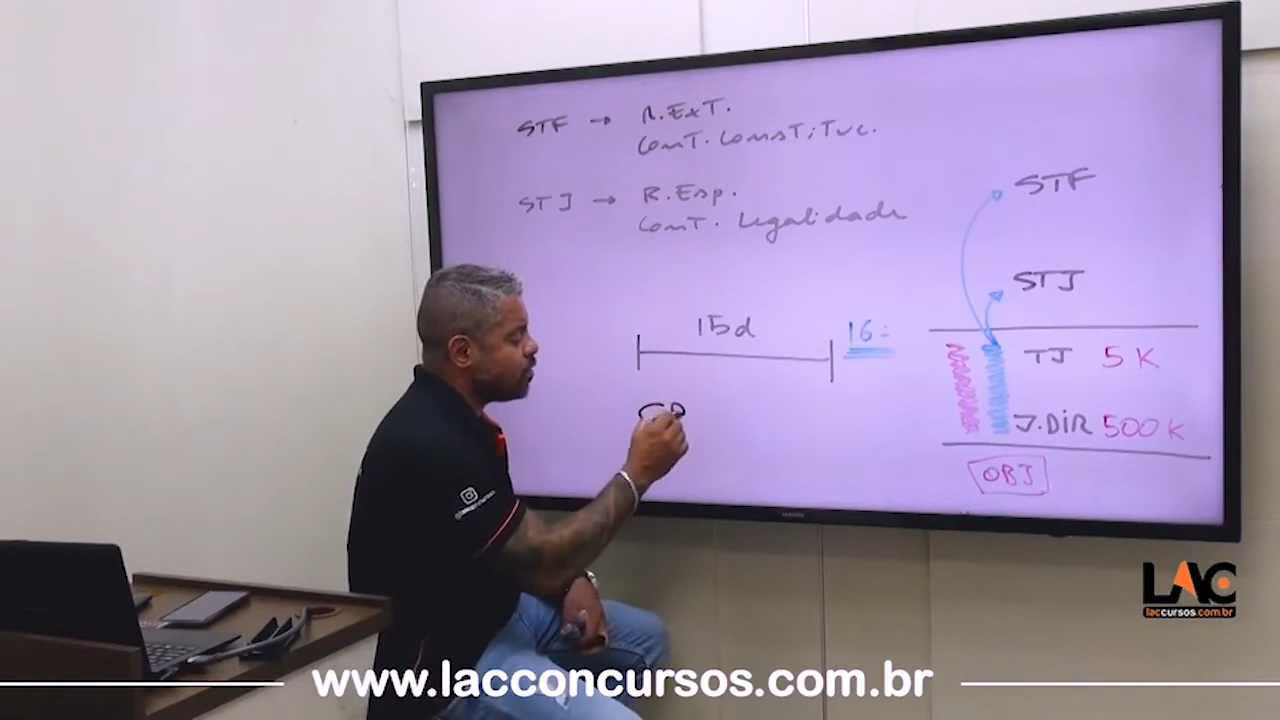 STF → R.ExT.
ConT. ConsTiTuc.
STJ → R.Esp.
ConT. Legalidade
15d
16:
CP
STF
STJ
TJ 5K
J.DIR 500K
OBJ
LAC
laccursos.com.br
www.lacconcursos.com.br